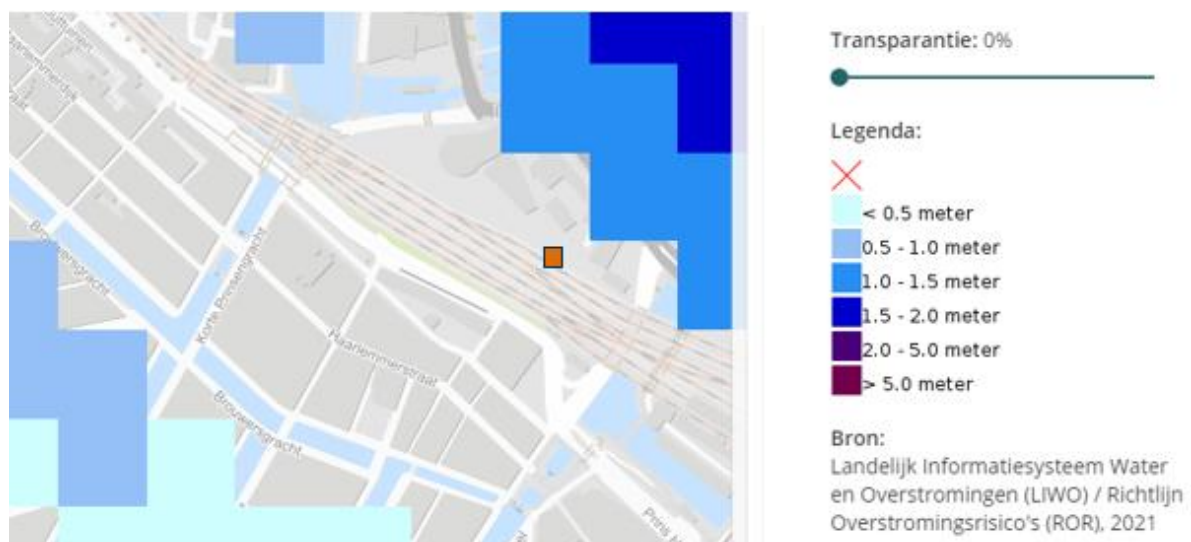 Haarlemmerdijk
Brouwersgracht
Korte Prinsengracht
Haarlemmerstraat
Brouwersgracht
Transparantie: 0%
Legenda:
< 0.5 meter
0.5 - 1.0 meter
1.0 - 1.5 meter
1.5 - 2.0 meter
2.0 - 5.0 meter
> 5.0 meter
Bron:
Landelijk Informatiesysteem Water
en Overstromingen (LIWO) / Richtlijn
Overstromingsrisico's (ROR), 2021